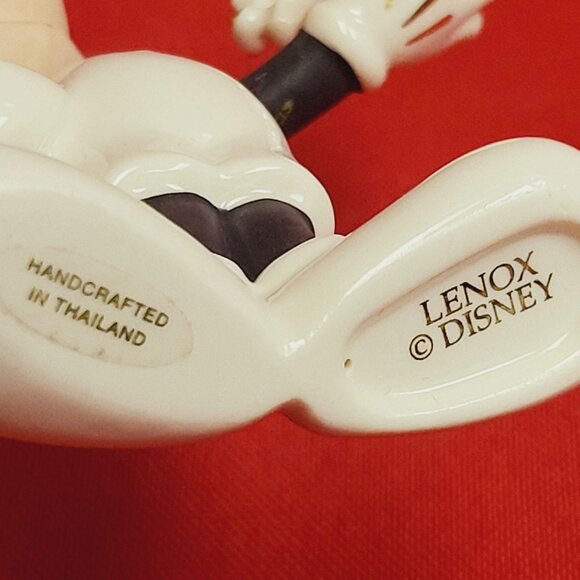 HANDCRAFTED
IN THAILAND
LENOX
© DISNEY